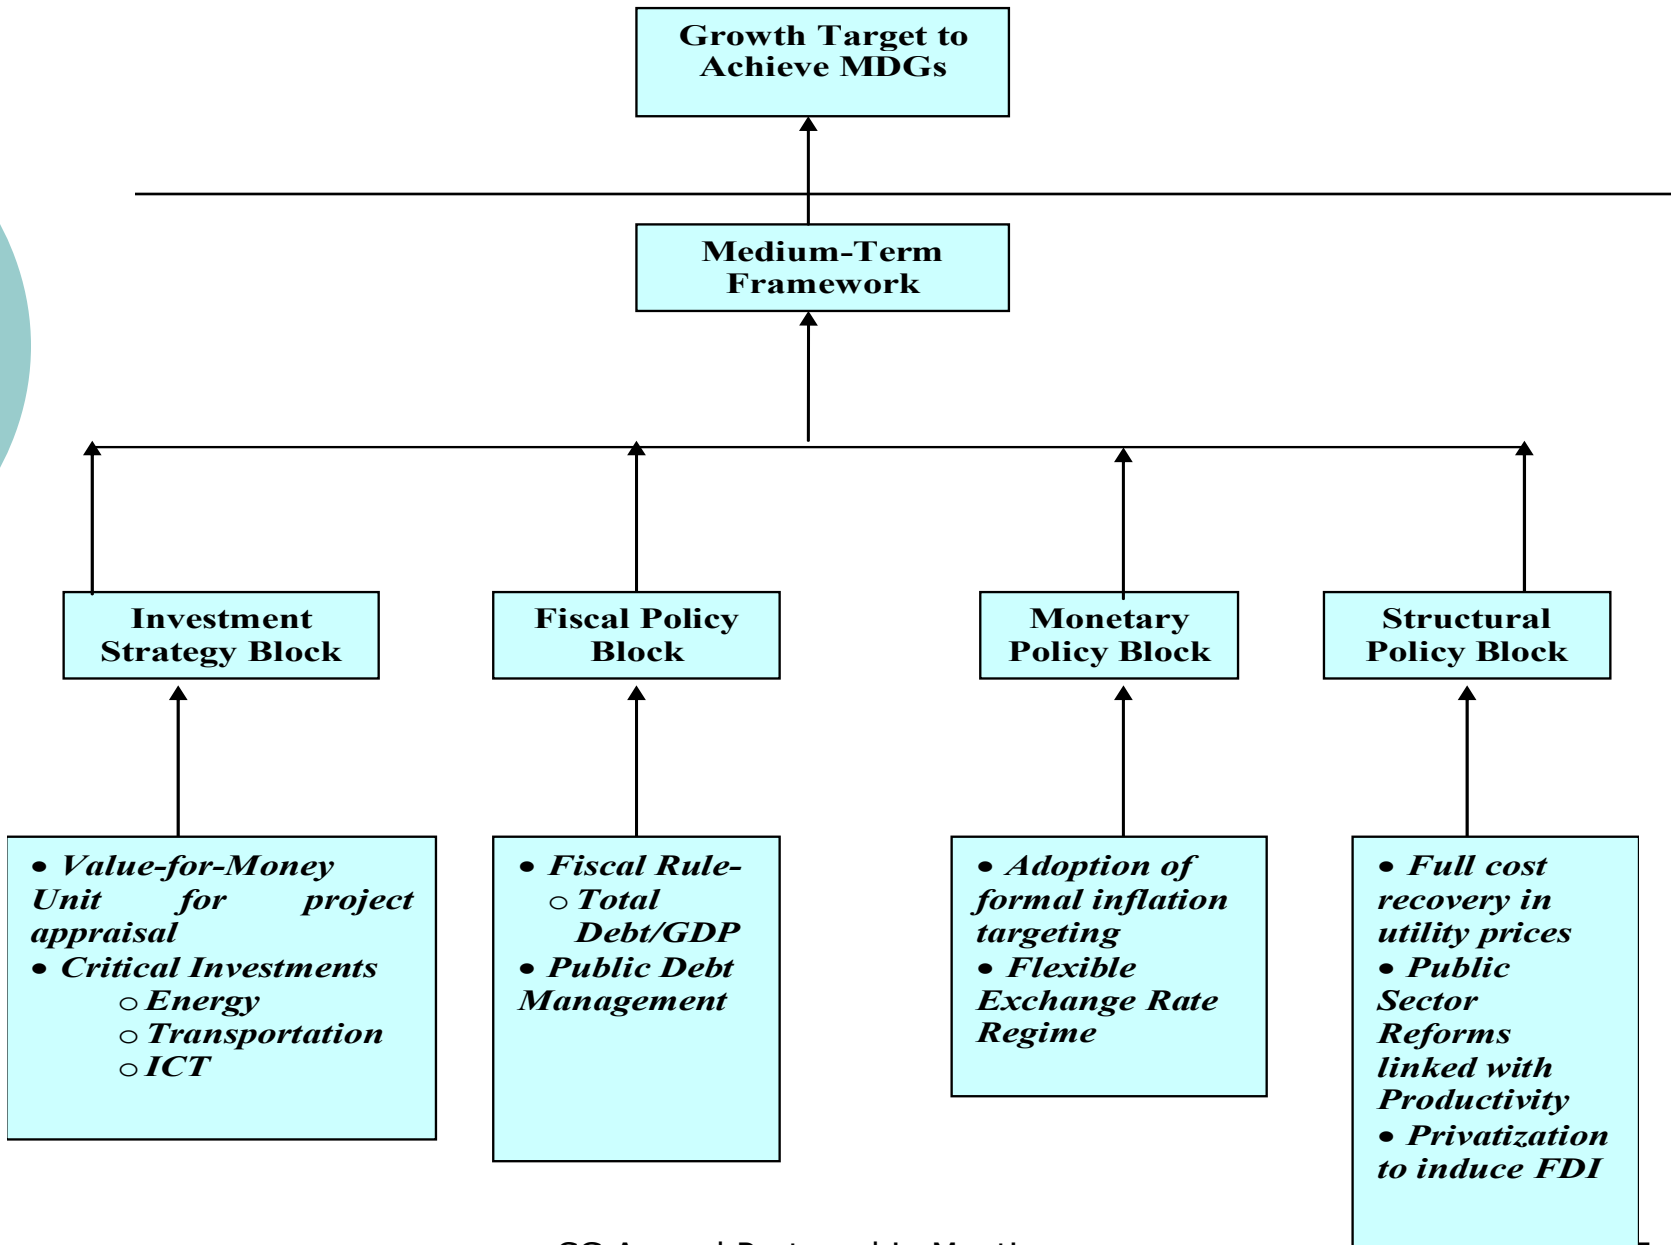 Growth Target to
Achieve MDGs
Medium-Term
Framework
Investment
Strategy Block
Fiscal Policy
Block
Monetary
Policy Block
Structural
Policy Block
• Value-for-Money
Unit for project
appraisal
• Critical Investments
○ Energy
○ Transportation
○ ICT
• Fiscal Rule-
○ Total
Debt/GDP
• Public Debt
Management
• Adoption of
formal inflation
targeting
• Flexible
Exchange Rate
Regime
• Full cost
recovery in
utility prices
• Public
Sector
Reforms
linked with
Productivity
• Privatization
to induce FDI